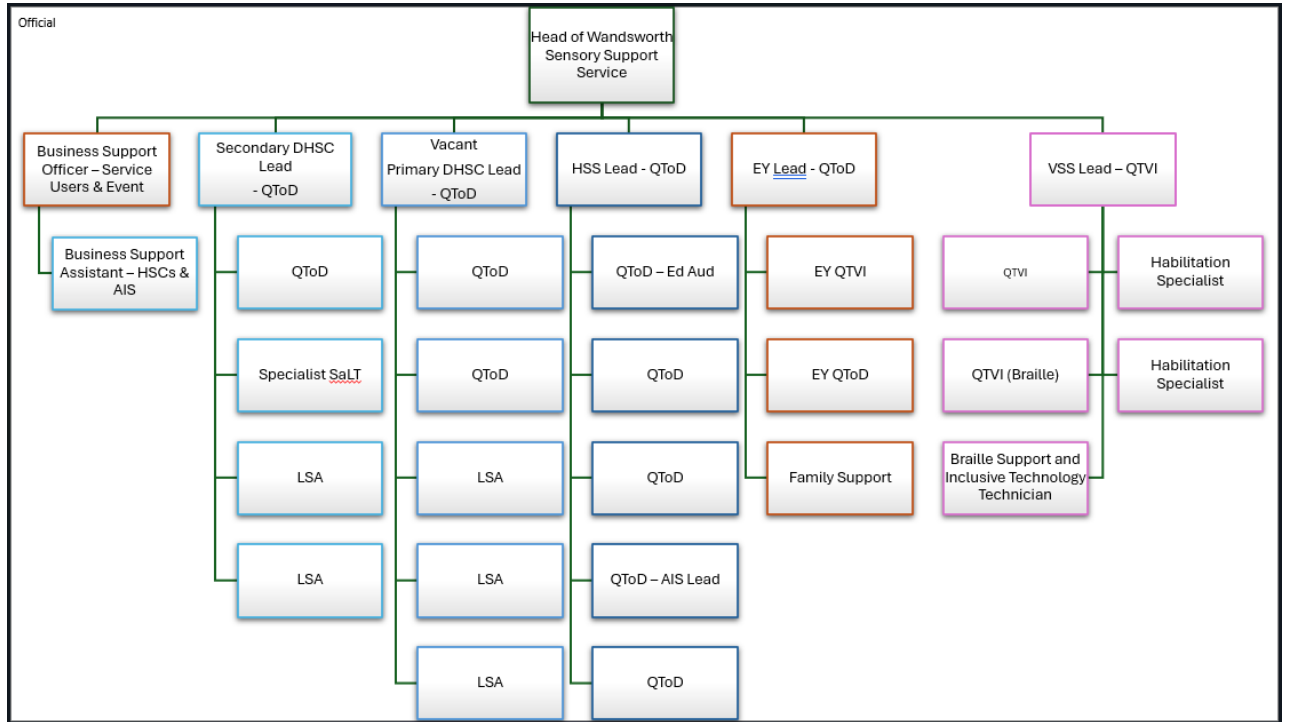 Official
Head of Wandsworth
Sensory Support
Service
Business Support
Officer – Service
Users & Event
Business Support
Assistant – HSCs &
AIS
Secondary DHSC
Lead
- QToD
QToD
Specialist SaLT
LSA
LSA
Vacant
Primary DHSC Lead
- QToD
QToD
QToD
LSA
LSA
LSA
HSS Lead - QToD
QToD – Ed Aud
QToD
QToD
QToD – AIS Lead
QToD
EY Lead - QToD
EY QTVI
EY QToD
Family Support
VSS Lead – QTVI
QTVI
QTVI (Braille)
Braille Support and
Inclusive Technology
Technician
Habilitation
Specialist
Habilitation
Specialist